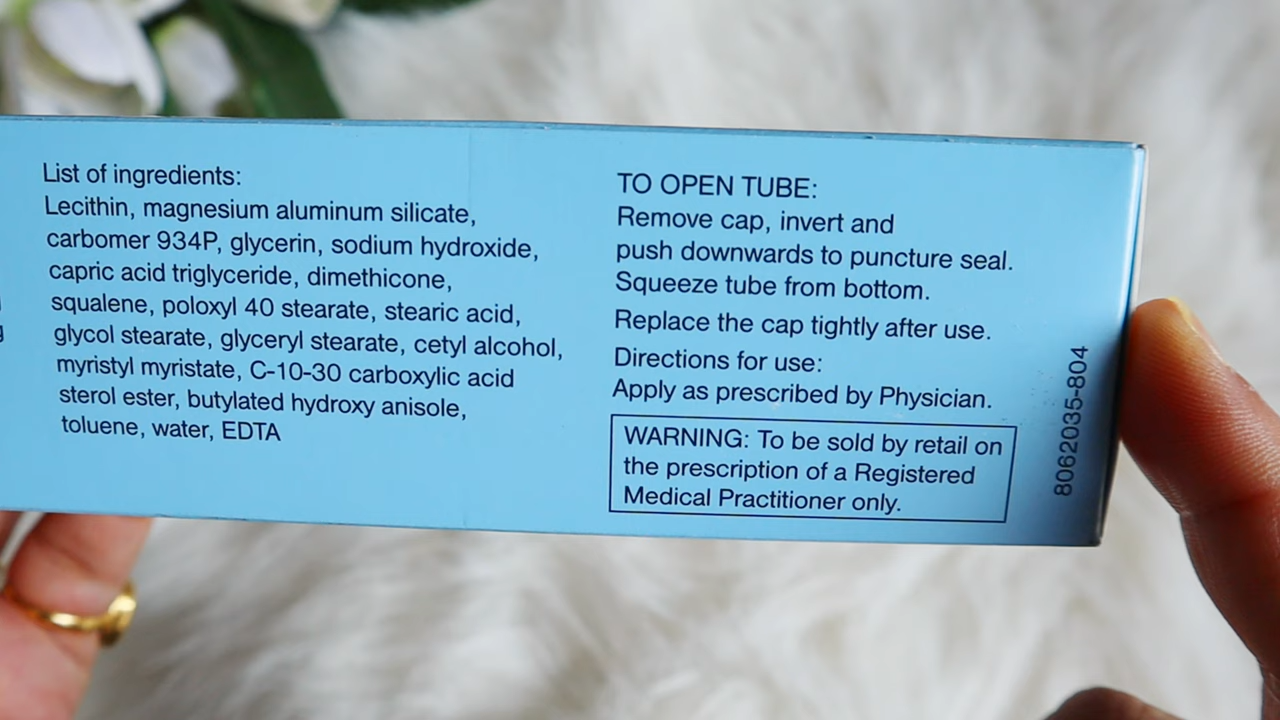 List of ingredients:
Lecithin, magnesium aluminum silicate,
carbomer 934P, glycerin, sodium hydroxide,
capric acid triglyceride, dimethicone,
squalene, poloxyl 40 stearate, stearic acid,
glycol stearate, glyceryl stearate, cetyl alcohol,
myristyl myristate, C-10-30 carboxylic acid
sterol ester, butylated hydroxy anisole,
toluene, water, EDTA
TO OPEN TUBE:
Remove cap, invert and
push downwards to puncture seal.
Squeeze tube from bottom.
Replace the cap tightly after use.
Directions for use:
Apply as prescribed by Physician.
WARNING: To be sold by retail on
the prescription of a Registered
Medical Practitioner only.
8062035-804